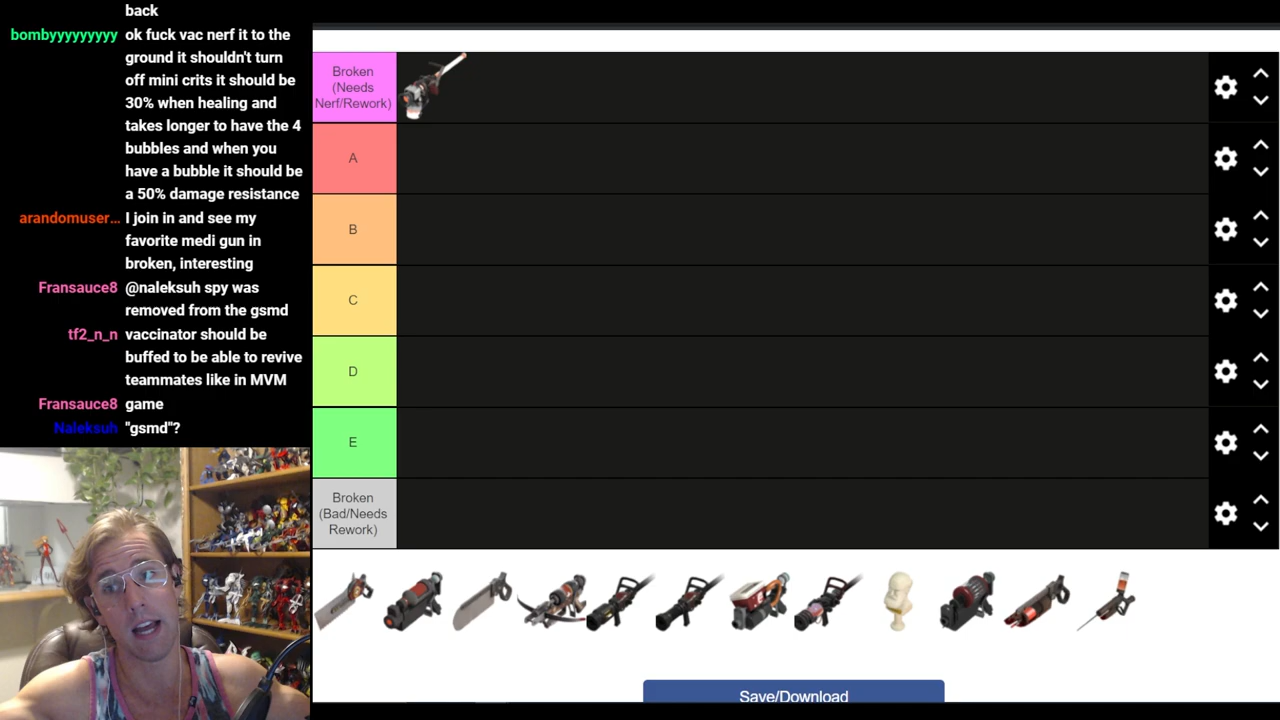 back
bombyyyyyyyyy ok fuck vac nerf it to the
ground it shouldn't turn
off mini crits it should be
30% when healing and
takes longer to have the 4
bubbles and when you
have a bubble it should be
a 50% damage resistance
arandomuser... I join in and see my
favorite medi gun in
broken, interesting
Fransauce8 @naleksuh spy was
removed from the gsmd
tf2_n_n vaccinator should be
buffed to be able to revive
teammates like in MVM
Fransauce8 game
Naleksuh "gsmd"?
Broken
(Needs
Nerf/Rework)
A
B
C
D
E
Broken
(Bad/Needs
Rework)
Save/Download